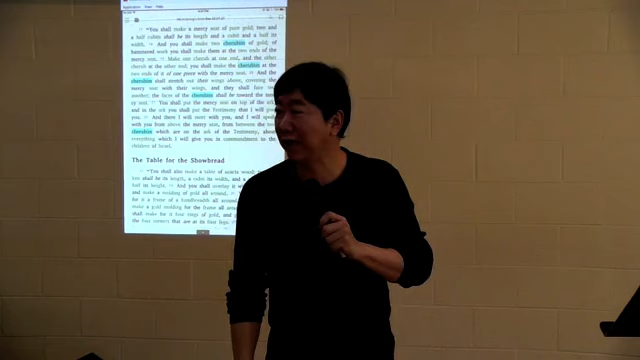 "You shall make a mercy seat of pure gold; two and
a half cubits shall be its length and a cubit and a half its
width. And you shall make two cherubim of gold; of
hammered work you shall make them at the two ends of the
mercy seat. Make one cherub at one end, and the other
cherub at the other end; you shall make the cherubim at the
two ends of it of one piece with the mercy seat. And the
cherubim shall stretch out their wings above, covering the
mercy seat with their wings, and they shall face
another; the faces of the cherubim shall be toward the
seat. You shall put the mercy seat on top of the
and in the ark you shall put the Testimony that I will
you. And there I will meet with you, and I will
with you from above the mercy seat, from between the
cherubim which are on the ark of the Testimony, about
everything which I will give you in commandment to the
children of Israel.
The Table for the Showbread
"You shall also make a table of acacia wood;
shall be its length, a cubit its width, and a
half its height. And you shall overlay it
and make a molding of gold all around.
for it a frame of a handbreadth all around
make a gold molding for the frame all
shall make for it four rings of gold, and
the four corners that are at its four legs.